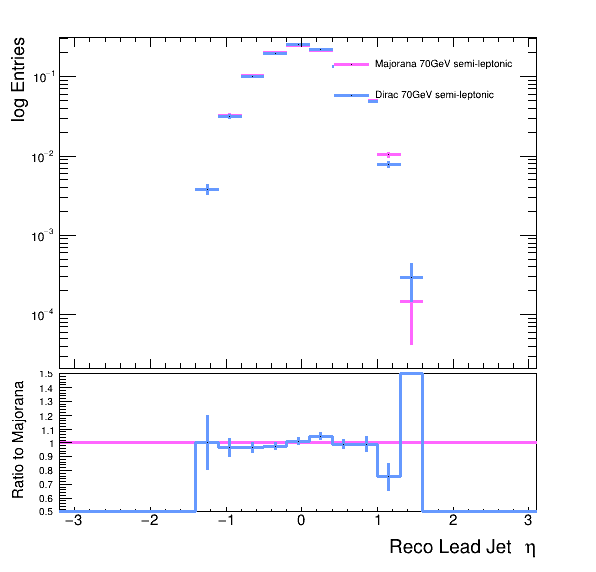 log Entries
10⁻¹
10⁻²
10⁻³
10⁻⁴
Majorana 70GeV semi-leptonic
Dirac 70GeV semi-leptonic
Ratio to Majorana
1.5
1.4
1.3
1.2
1.1
1
0.9
0.8
0.7
0.6
0.5
−3 −2 −1 0 1 2 3
Reco Lead Jet η